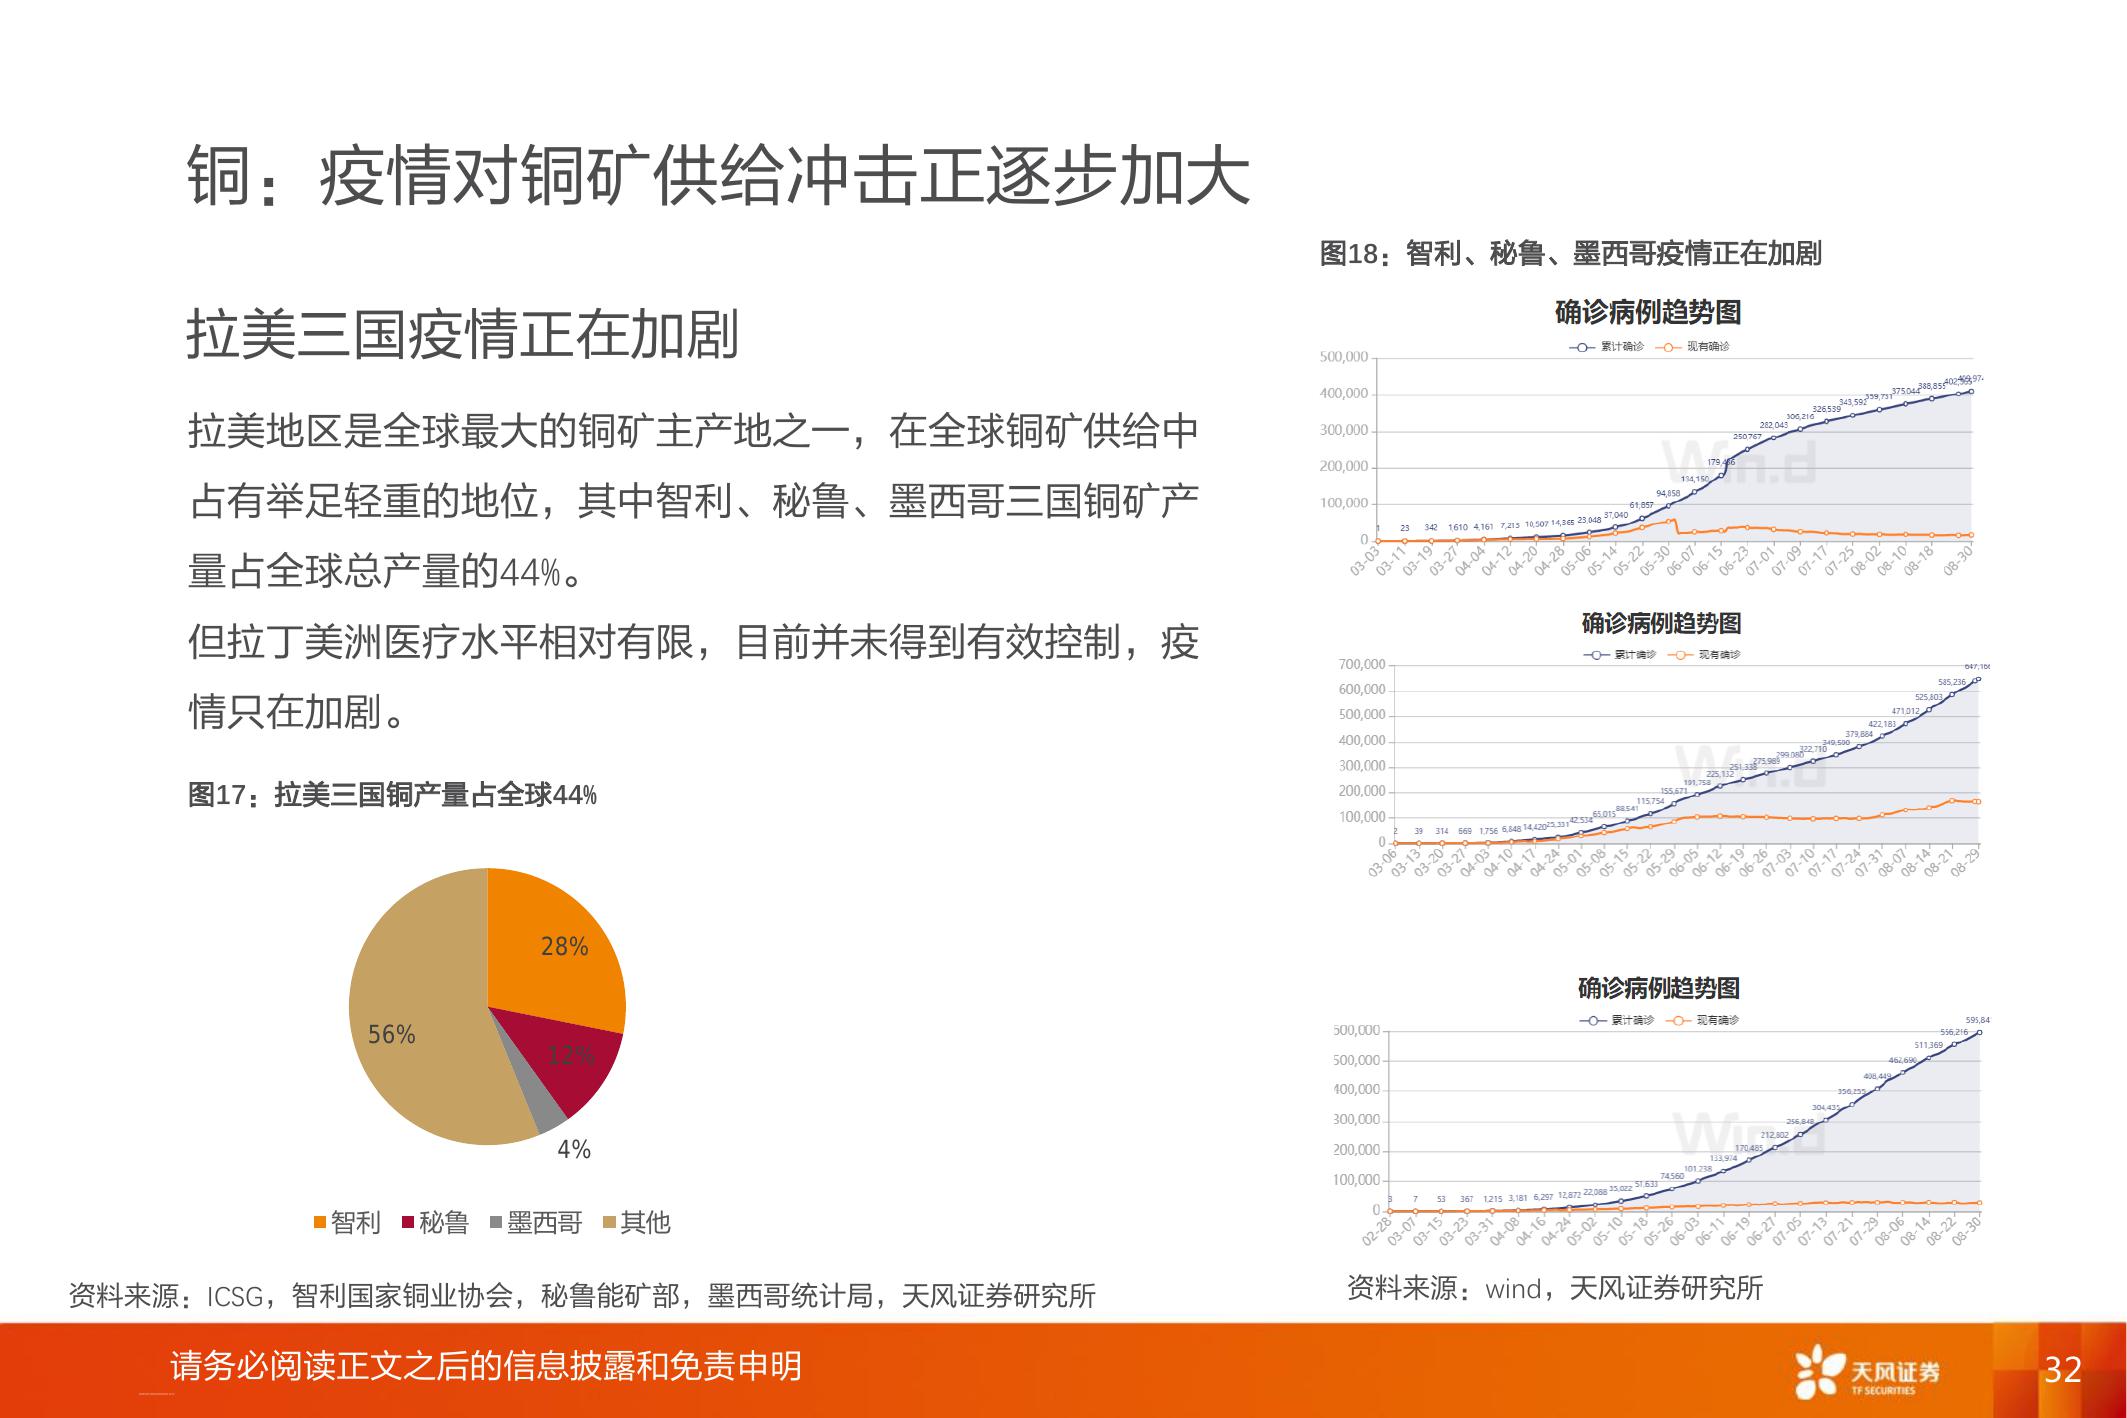 铜：疫情对铜矿供给冲击正逐步加大
拉美三国疫情正在加剧
拉美地区是全球最大的铜矿主产地之一，在全球铜矿供给中
占有举足轻重的地位，其中智利、秘鲁、墨西哥三国铜矿产
量占全球总产量的44%。
但拉丁美洲医疗水平相对有限，目前并未得到有效控制，疫
情只在加剧。
图17：拉美三国铜产量占全球44%
28%
12%
4%
56%
智利 秘鲁 墨西哥 其他
资料来源：ICSG，智利国家铜业协会，秘鲁能矿部，墨西哥统计局，天风证券研究所
图18：智利、秘鲁、墨西哥疫情正在加剧
确诊病例趋势图
累计确诊 现有确诊
500,000
400,000
300,000
200,000
100,000
0
1 23 342 1,610 4,161 7,213 10,507 14,365 23,048 37,040 61,857 94,858 134,150 250,767 282,043 306,216 326,539 343,592 359,731 375,044 388,855
03-03 03-11 03-19 03-27 04-04 04-12 04-20 04-28 05-06 05-14 05-22 05-30 06-07 06-15 06-23 07-01 07-09 07-17 07-25 08-02 08-10 08-18 08-30
Win.d
确诊病例趋势图
累计确诊 现有确诊
700,000
600,000
500,000
400,000
300,000
200,000
100,000
0
2 39 314 669 1,756 6,848 14,420 25,331 42,534 65,015 88,541 115,754 155,671 191,758 225,132 251,338 275,989 299,080 322,710 349,500 379,884 422,183 471,012 525,803 585,236
03-06 03-13 03-20 03-27 04-03 04-10 04-17 04-24 05-01 05-08 05-15 05-22 05-29 06-05 06-12 06-19 06-26 07-03 07-10 07-17 07-24 07-31 08-07 08-14 08-21 08-29
Win.d
确诊病例趋势图
累计确诊 现有确诊
600,000
500,000
400,000
300,000
200,000
100,000
0
3 7 53 367 1,215 3,181 6,297 12,872 22,088 35,022 51,633 74,560 101,238 133,974 170,485 212,802 256,848 304,435 356,255 408,449 462,690 511,369 556,216
02-28 03-07 03-15 03-23 03-31 04-08 04-16 04-24 05-02 05-10 05-18 05-26 06-03 06-11 06-19 06-27 07-05 07-13 07-21 07-29 08-06 08-14 08-22 08-30
Win.d
资料来源：wind，天风证券研究所
请务必阅读正文之后的信息披露和免责申明
天风证券
TF SECURITIES
32